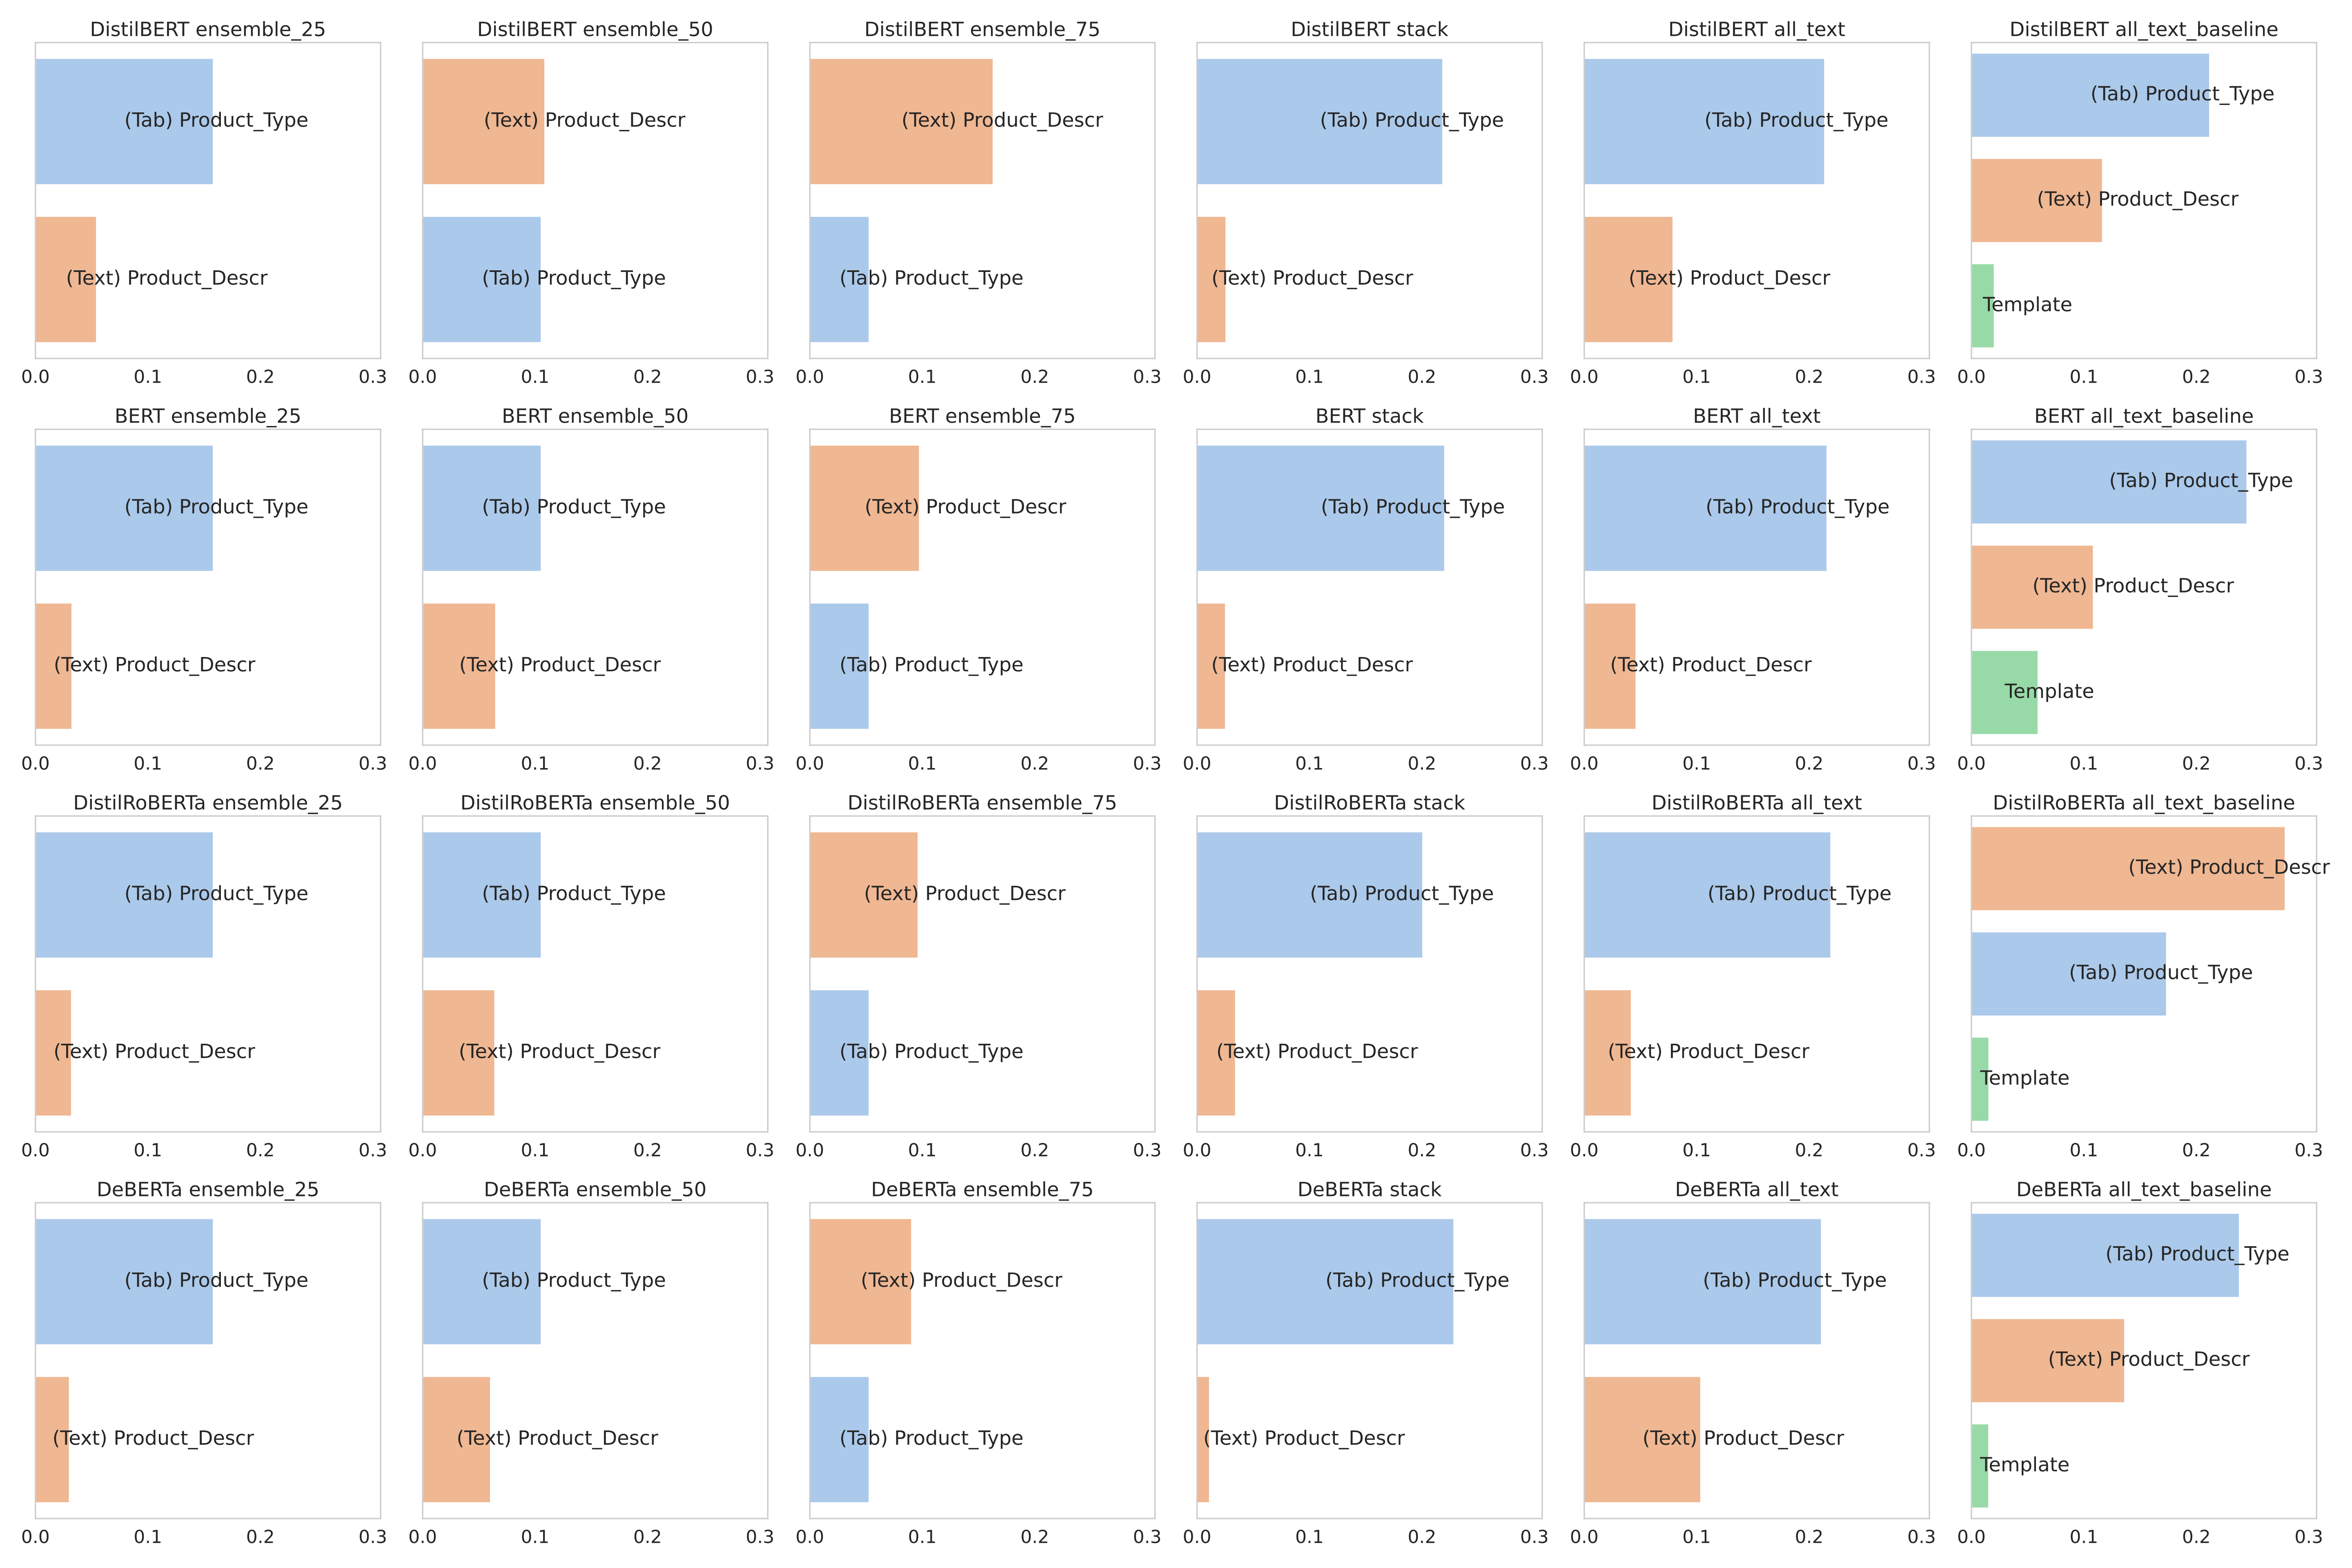 DistilBERT ensemble_25
(Tab) Product_Type
(Text) Product_Descr
0.0 0.1 0.2 0.3
DistilBERT ensemble_50
(Text) Product_Descr
(Tab) Product_Type
0.0 0.1 0.2 0.3
DistilBERT ensemble_75
(Text) Product_Descr
(Tab) Product_Type
0.0 0.1 0.2 0.3
DistilBERT stack
(Tab) Product_Type
(Text) Product_Descr
0.0 0.1 0.2 0.3
DistilBERT all_text
(Tab) Product_Type
(Text) Product_Descr
0.0 0.1 0.2 0.3
DistilBERT all_text_baseline
(Tab) Product_Type
(Text) Product_Descr
Template
0.0 0.1 0.2 0.3
BERT ensemble_25
(Tab) Product_Type
(Text) Product_Descr
0.0 0.1 0.2 0.3
BERT ensemble_50
(Tab) Product_Type
(Text) Product_Descr
0.0 0.1 0.2 0.3
BERT ensemble_75
(Text) Product_Descr
(Tab) Product_Type
0.0 0.1 0.2 0.3
BERT stack
(Tab) Product_Type
(Text) Product_Descr
0.0 0.1 0.2 0.3
BERT all_text
(Tab) Product_Type
(Text) Product_Descr
0.0 0.1 0.2 0.3
BERT all_text_baseline
(Tab) Product_Type
(Text) Product_Descr
Template
0.0 0.1 0.2 0.3
DistilRoBERTa ensemble_25
(Tab) Product_Type
(Text) Product_Descr
0.0 0.1 0.2 0.3
DistilRoBERTa ensemble_50
(Tab) Product_Type
(Text) Product_Descr
0.0 0.1 0.2 0.3
DistilRoBERTa ensemble_75
(Text) Product_Descr
(Tab) Product_Type
0.0 0.1 0.2 0.3
DistilRoBERTa stack
(Tab) Product_Type
(Text) Product_Descr
0.0 0.1 0.2 0.3
DistilRoBERTa all_text
(Tab) Product_Type
(Text) Product_Descr
0.0 0.1 0.2 0.3
DistilRoBERTa all_text_baseline
(Text) Product_Descr
(Tab) Product_Type
Template
0.0 0.1 0.2 0.3
DeBERTa ensemble_25
(Tab) Product_Type
(Text) Product_Descr
0.0 0.1 0.2 0.3
DeBERTa ensemble_50
(Tab) Product_Type
(Text) Product_Descr
0.0 0.1 0.2 0.3
DeBERTa ensemble_75
(Text) Product_Descr
(Tab) Product_Type
0.0 0.1 0.2 0.3
DeBERTa stack
(Tab) Product_Type
(Text) Product_Descr
0.0 0.1 0.2 0.3
DeBERTa all_text
(Tab) Product_Type
(Text) Product_Descr
0.0 0.1 0.2 0.3
DeBERTa all_text_baseline
(Tab) Product_Type
(Text) Product_Descr
Template
0.0 0.1 0.2 0.3